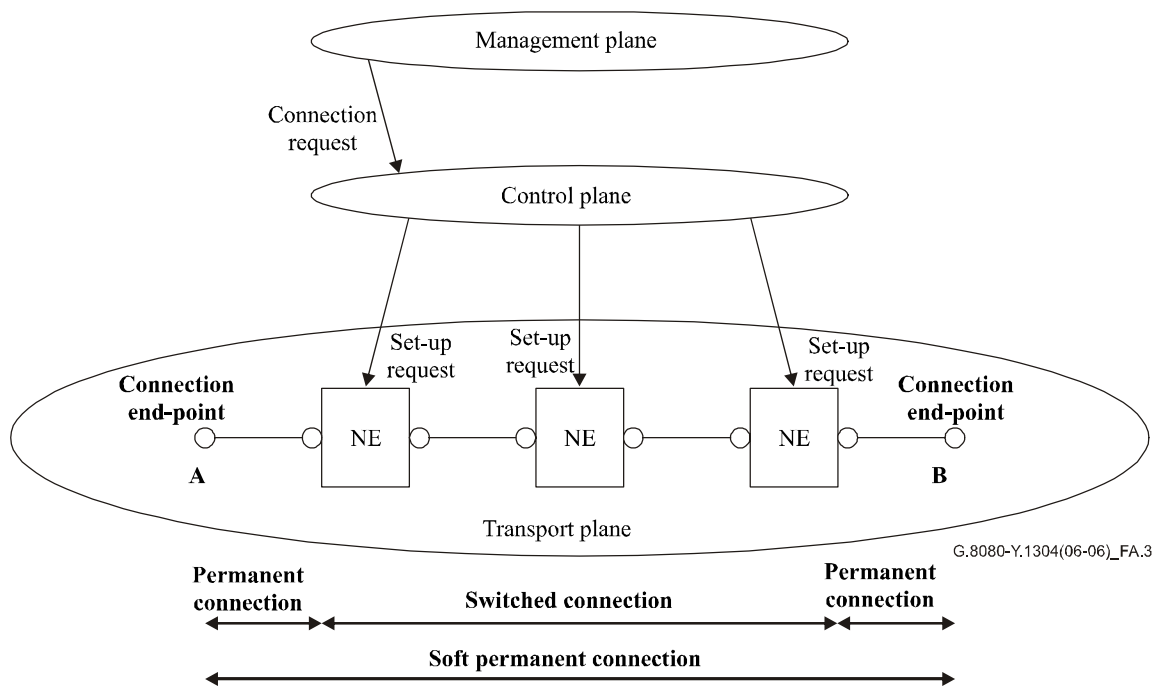 Management plane
Connection
request
Control plane
Set-up
request
Set-up
request
Set-up
request
Connection
end-point
Connection
end-point
NE
NE
NE
A
B
Transport plane
G.8080-Y.1304(06-06)_FA.3
Permanent
connection
Switched connection
Permanent
connection
Soft permanent connection